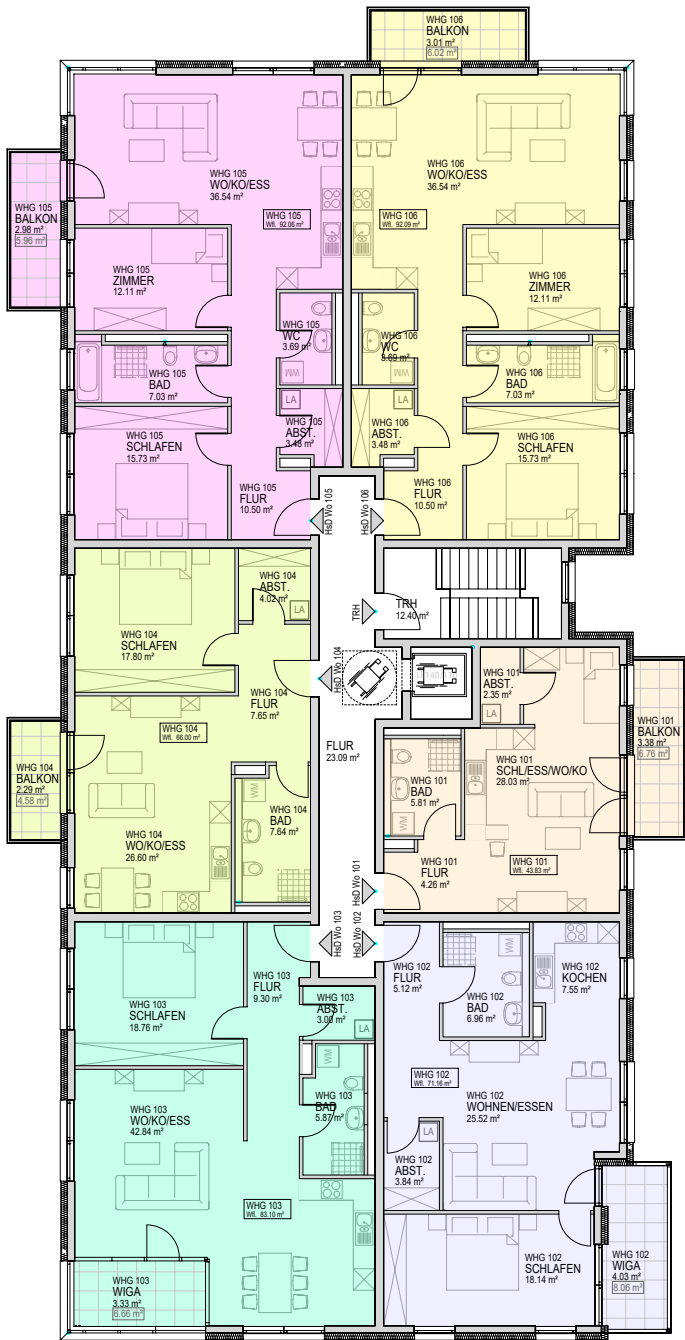 WHG 106
BALKON
3.01 m²
6.02 m²
WHG 105
WO/KO/ESS
36.54 m²
WHG 106
WO/KO/ESS
36.54 m²
WHG 105
BALKON
2.98 m²
5.96 m²
WHG 105
Wfl. 92.06 m²
WHG 106
Wfl. 92.09 m²
WHG 105
ZIMMER
12.11 m²
WHG 106
ZIMMER
12.11 m²
WHG 105
WC
3.69 m²
WHG 106
WC
3.69 m²
WM
WM
WHG 105
BAD
7.03 m²
WHG 106
BAD
7.03 m²
LA
LA
WHG 105
ABST.
3.48 m²
WHG 106
ABST.
3.48 m²
WHG 105
SCHLAFEN
15.73 m²
WHG 106
SCHLAFEN
15.73 m²
WHG 105
FLUR
10.50 m²
WHG 106
FLUR
10.50 m²
HsD Wo 105
HsD Wo 106
WHG 104
ABST.
4.02 m²
LA
TRH
TRH
12.40 m²
WHG 104
SCHLAFEN
17.80 m²
HsD Wo 104
WHG 104
FLUR
7.65 m²
WHG 101
ABST.
2.35 m²
LA
WHG 104
Wfl. 66.00 m²
WHG 104
BALKON
2.29 m²
4.58 m²
FLUR
23.09 m²
WHG 101
BALKON
3.38 m²
6.76 m²
WHG 101
SCHL/ESS/WO/KO
28.03 m²
WHG 101
BAD
5.81 m²
WM
WM
WHG 104
BAD
7.64 m²
WHG 104
WO/KO/ESS
26.60 m²
WHG 101
FLUR
4.26 m²
WHG 101
Wfl. 43.83 m²
HsD Wo 101
HsD Wo 103
HsD Wo 102
WHG 103
FLUR
9.30 m²
WHG 102
FLUR
5.12 m²
WM
WHG 102
BAD
6.96 m²
WHG 102
KOCHEN
7.55 m²
WHG 103
SCHLAFEN
18.76 m²
WHG 103
ABST.
3.00 m²
LA
WM
WHG 103
BAD
5.87 m²
WHG 102
Wfl. 71.16 m²
WHG 102
WOHNEN/ESSEN
25.52 m²
WHG 103
WO/KO/ESS
42.84 m²
LA
WHG 102
ABST.
3.84 m²
WHG 103
Wfl. 83.10 m²
WHG 102
SCHLAFEN
18.14 m²
WHG 102
WIGA
4.03 m²
8.06 m²
WHG 103
WIGA
3.33 m²
6.66 m²